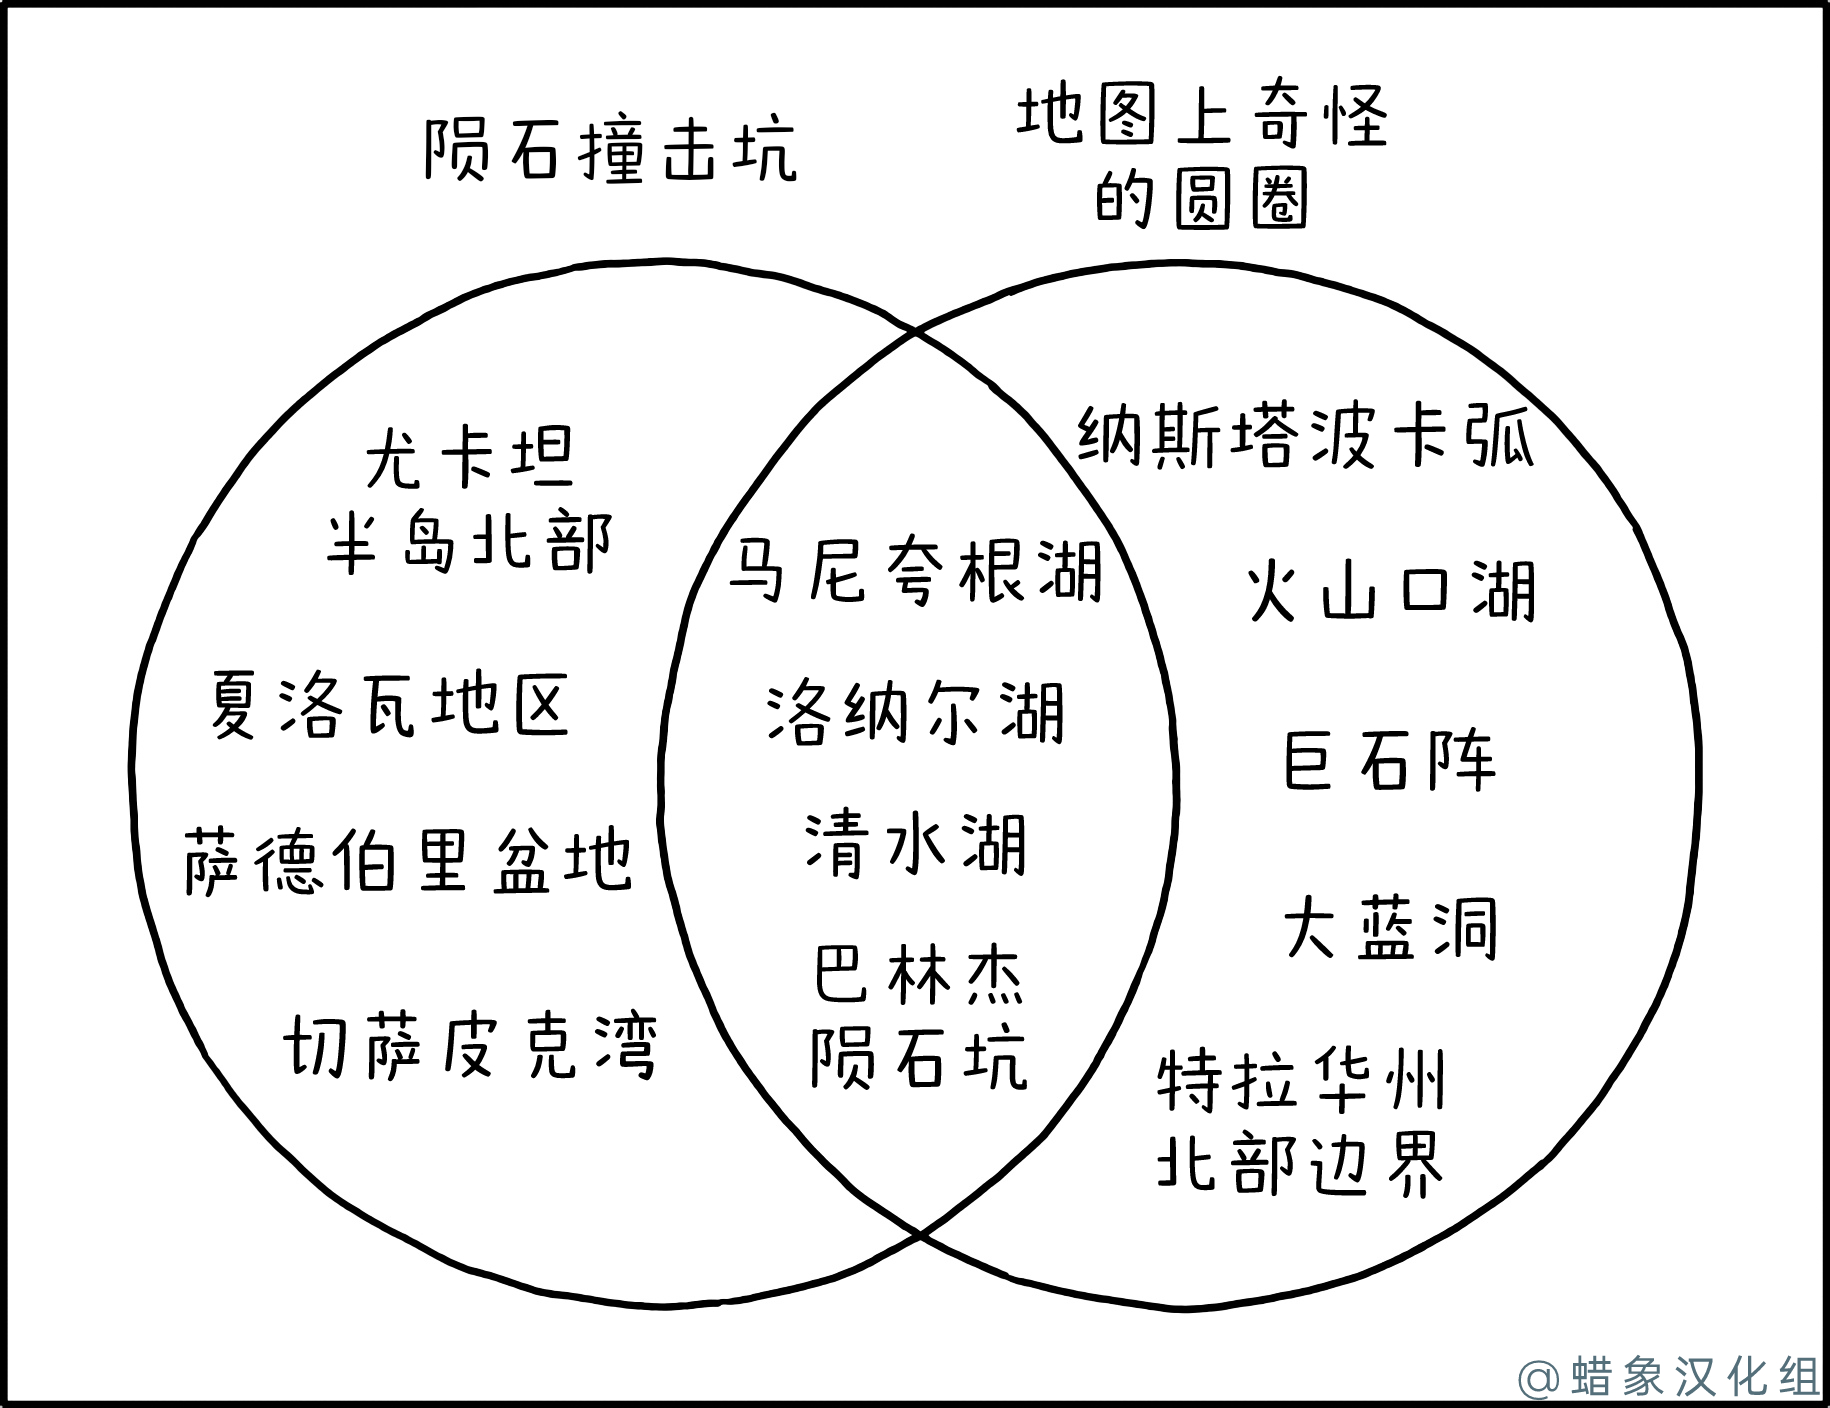 陨石撞击坑
地图上奇怪
的圆圈
尤卡坦
半岛北部
夏洛瓦地区
萨德伯里盆地
切萨皮克湾
马尼夸根湖
洛纳尔湖
清水湖
巴林杰
陨石坑
纳斯塔波卡弧
火山口湖
巨石阵
大蓝洞
特拉华州
北部边界
@蜡象汉化组